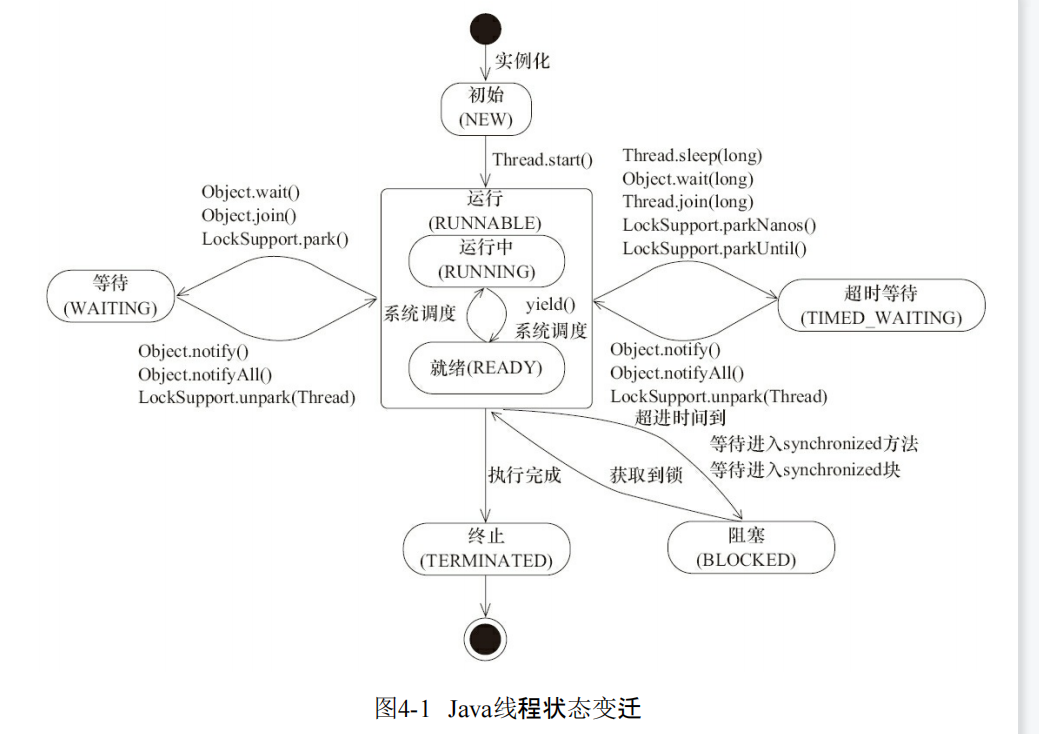 实例化
初始
(NEW)
Thread.start()
Object.wait()
Object.join()
LockSupport.park()
Thread.sleep(long)
Object.wait(long)
Thread.join(long)
LockSupport.parkNanos()
LockSupport.parkUntil()
运行
(RUNNABLE)
运行中
(RUNNING)
等待
(WAITING)
系统调度
yield()
系统调度
超时等待
(TIMED_WAITING)
就绪(READY)
Object.notify()
Object.notifyAll()
LockSupport.unpark(Thread)
Object.notify()
Object.notifyAll()
LockSupport.unpark(Thread)
超进时间到
等待进入synchronized方法
等待进入synchronized块
执行完成
获取到锁
终止
(TERMINATED)
阻塞
(BLOCKED)
图4-1 Java线程状态变迁